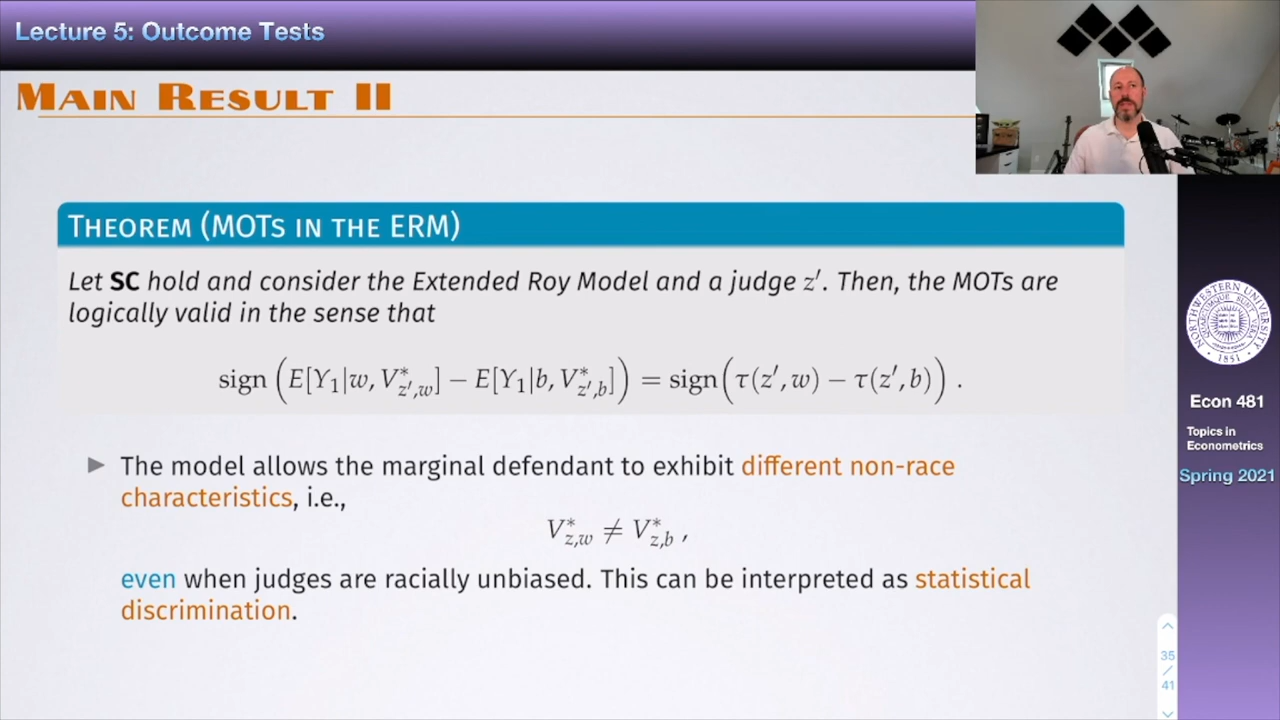 Lecture 5: Outcome Tests
MAIN RESULT II
THEOREM (MOTS IN THE ERM)
Let SC hold and consider the Extended Roy Model and a judge z′. Then, the MOTs are
logically valid in the sense that
sign (E[Y₁|w, V*_{z′,w}] − E[Y₁|b, V*_{z′,b}]) = sign(τ(z′, w) − τ(z′, b)) .
▶ The model allows the marginal defendant to exhibit different non-race
characteristics, i.e.,
V*_{z,w} ≠ V*_{z,b} ,
even when judges are racially unbiased. This can be interpreted as statistical
discrimination.
NORTHWESTERN UNIVERSITY
1851
Econ 481
Topics in
Econometrics
Spring 2021
35
/
41